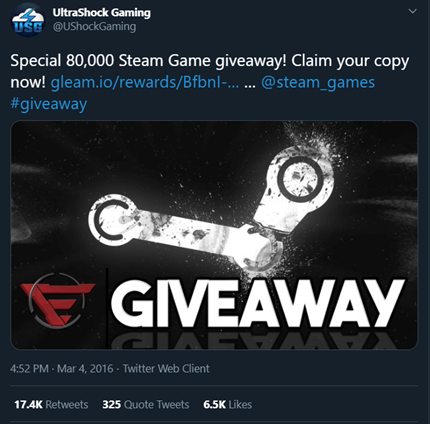 UltraShock Gaming
@UShockGaming
Special 80,000 Steam Game giveaway! Claim your copy
now! gleam.io/rewards/BfbnI-... ... @steam_games
#giveaway
GIVEAWAY
4:52 PM · Mar 4, 2016 · Twitter Web Client
17.4K Retweets 325 Quote Tweets 6.5K Likes